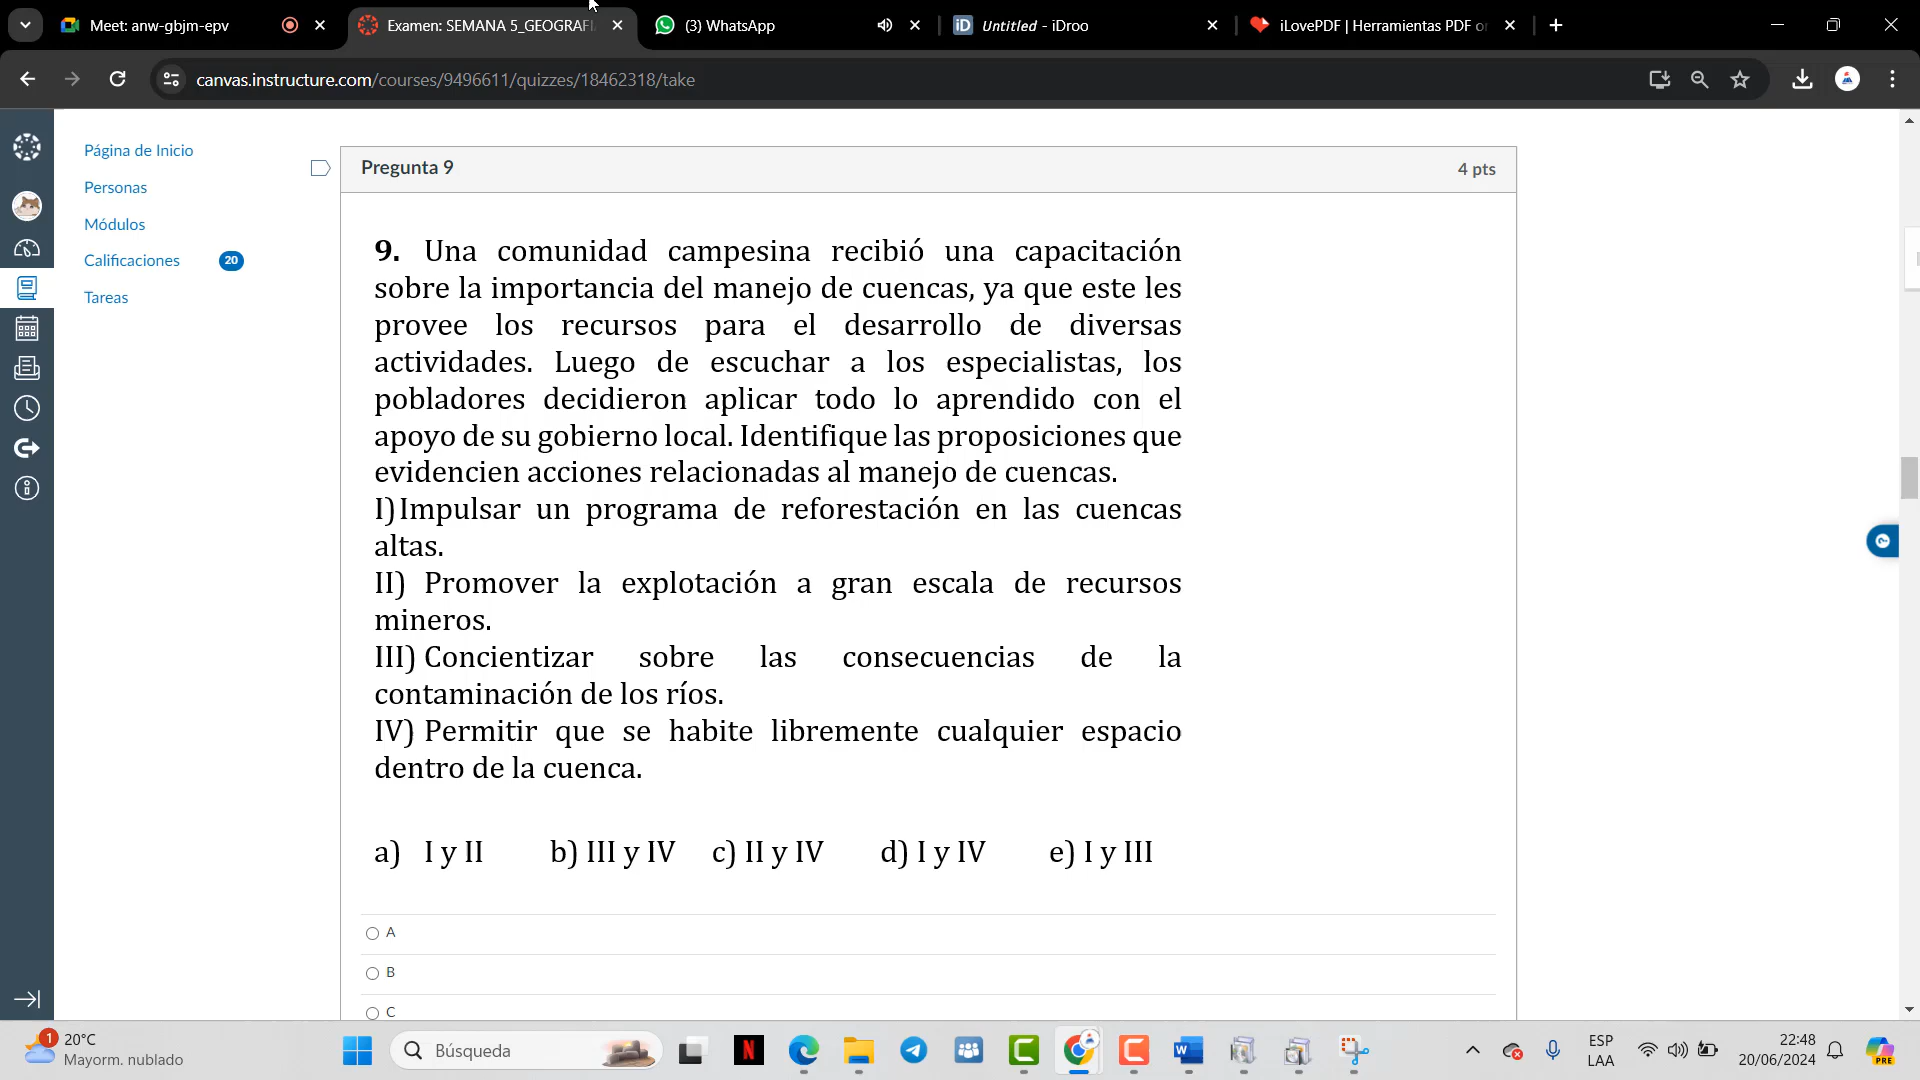 Meet: anw-gbjm-epv
Examen: SEMANA 5_GEOGRAFI
(3) WhatsApp
iD Untitled - iDroo
iLovePDF | Herramientas PDF on
canvas.instructure.com/courses/9496611/quizzes/18462318/take
Página de Inicio
Personas
Módulos
Calificaciones 20
Tareas
Pregunta 9
4 pts
9. Una comunidad campesina recibió una capacitación
sobre la importancia del manejo de cuencas, ya que este les
provee los recursos para el desarrollo de diversas
actividades. Luego de escuchar a los especialistas, los
pobladores decidieron aplicar todo lo aprendido con el
apoyo de su gobierno local. Identifique las proposiciones que
evidencien acciones relacionadas al manejo de cuencas.
I) Impulsar un programa de reforestación en las cuencas
altas.
II) Promover la explotación a gran escala de recursos
mineros.
III) Concientizar sobre las consecuencias de la
contaminación de los ríos.
IV) Permitir que se habite libremente cualquier espacio
dentro de la cuenca.
a) I y II b) III y IV c) II y IV d) I y IV e) I y III
A
B
C
1
20°C
Mayorm. nublado
Búsqueda
N
ESP
LAA
22:48
20/06/2024
PRE